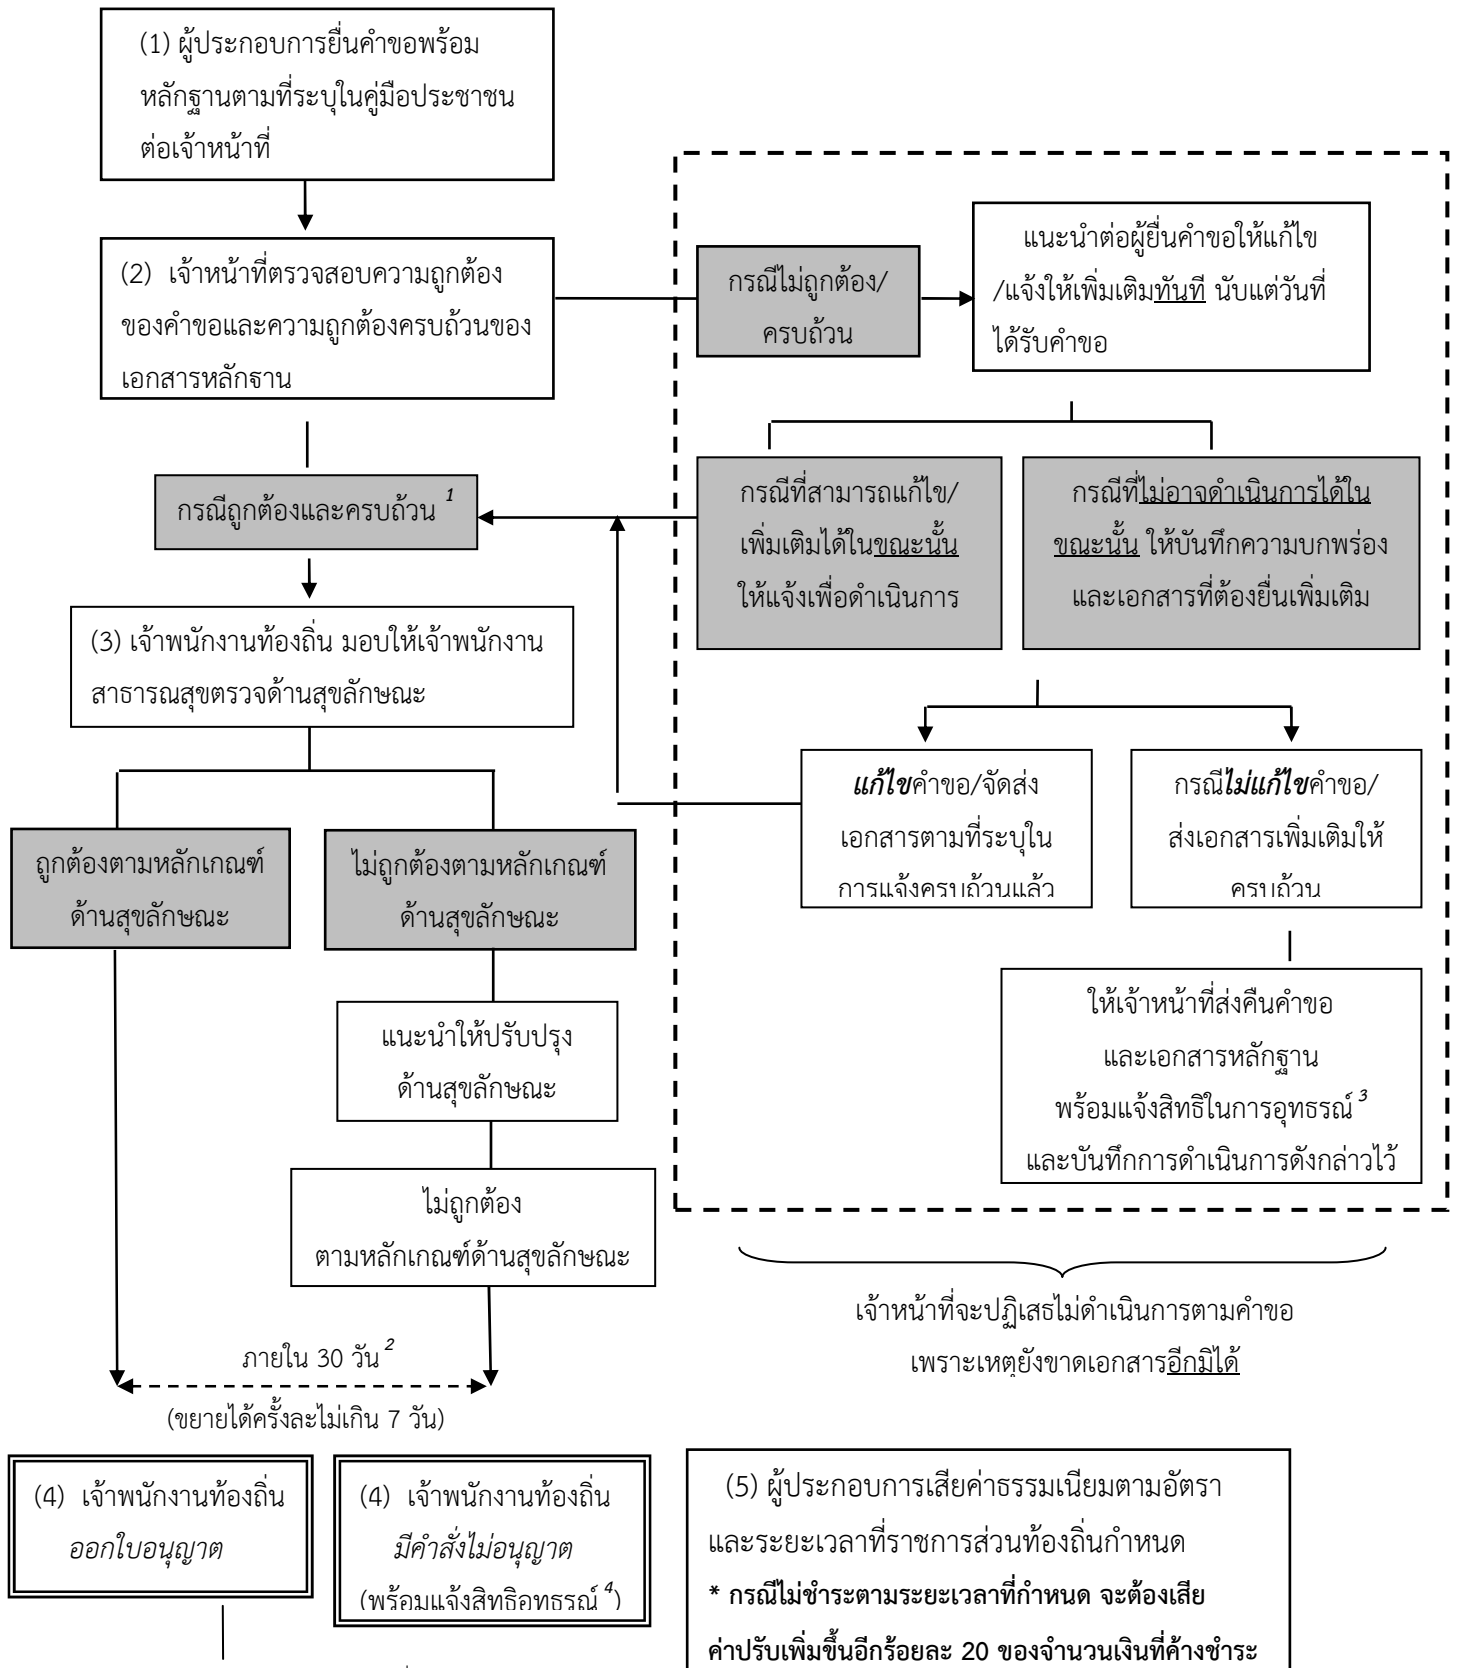 (1) ผู้ประกอบการยื่นคำขอพร้อม
หลักฐานตามที่ระบุในคู่มือประชาชน
ต่อเจ้าหน้าที่
(2) เจ้าหน้าที่ตรวจสอบความถูกต้อง
ของคำขอและความถูกต้องครบถ้วนของ
เอกสารหลักฐาน
กรณีไม่ถูกต้อง/
ครบถ้วน
แนะนำต่อผู้ยื่นคำขอให้แก้ไข
/แจ้งให้เพิ่มเติมทันที นับแต่วันที่
ได้รับคำขอ
กรณีถูกต้องและครบถ้วน 1
กรณีที่สามารถแก้ไข/
เพิ่มเติมได้ในขณะนั้น
ให้แจ้งเพื่อดำเนินการ
กรณีที่ไม่อาจดำเนินการได้ใน
ขณะนั้น ให้บันทึกความบกพร่อง
และเอกสารที่ต้องยื่นเพิ่มเติม
(3) เจ้าพนักงานท้องถิ่น มอบให้เจ้าพนักงาน
สาธารณสุขตรวจด้านสุขลักษณะ
แก้ไขคำขอ/จัดส่ง
เอกสารตามที่ระบุใน
การแจ้งครบถ้วนแล้ว
กรณีไม่แก้ไขคำขอ/
ส่งเอกสารเพิ่มเติมให้
ครบถ้วน
ถูกต้องตามหลักเกณฑ์
ด้านสุขลักษณะ
ไม่ถูกต้องตามหลักเกณฑ์
ด้านสุขลักษณะ
ให้เจ้าหน้าที่ส่งคืนคำขอ
และเอกสารหลักฐาน
พร้อมแจ้งสิทธิในการอุทธรณ์ 3
และบันทึกการดำเนินการดังกล่าวไว้
แนะนำให้ปรับปรุง
ด้านสุขลักษณะ
ไม่ถูกต้อง
ตามหลักเกณฑ์ด้านสุขลักษณะ
เจ้าหน้าที่จะปฏิเสธไม่ดำเนินการตามคำขอ
เพราะเหตุยังขาดเอกสารอีกมิได้
ภายใน 30 วัน 2
(ขยายได้ครั้งละไม่เกิน 7 วัน)
(4) เจ้าพนักงานท้องถิ่น
ออกใบอนุญาต
(4) เจ้าพนักงานท้องถิ่น
มีคำสั่งไม่อนุญาต
(พร้อมแจ้งสิทธิอุทธรณ์ 4)
(5) ผู้ประกอบการเสียค่าธรรมเนียมตามอัตรา
และระยะเวลาที่ราชการส่วนท้องถิ่นกำหนด
* กรณีไม่ชำระตามระยะเวลาที่กำหนด จะต้องเสีย
ค่าปรับเพิ่มขึ้นอีกร้อยละ 20 ของจำนวนเงินที่ค้างชำระ